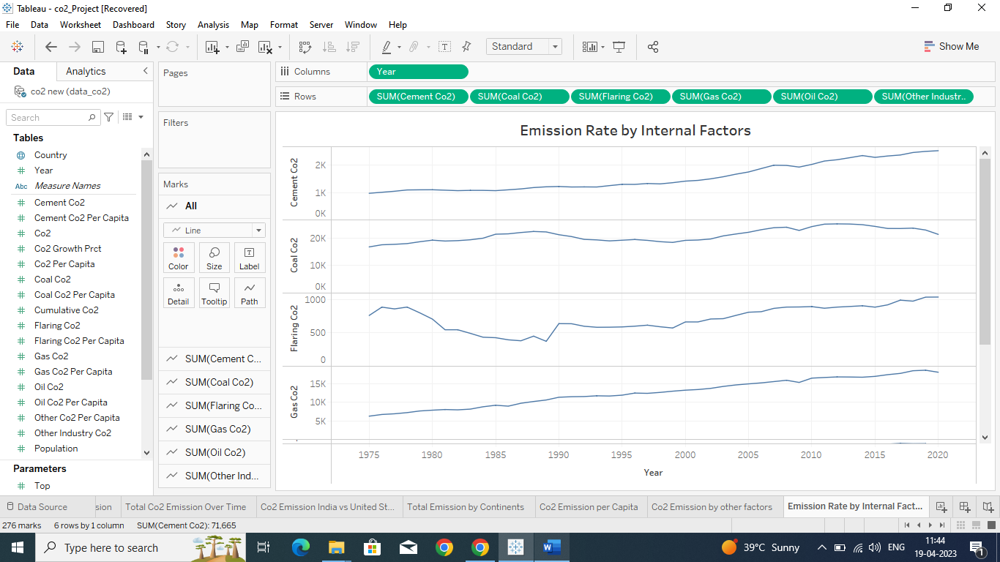 Tableau - co2_Project [Recovered]
File Data Worksheet Dashboard Story Analysis Map Format Server Window Help
Standard
Show Me
Data Analytics
co2 new (data_co2)
Search
Tables
Country
Year
Abc Measure Names
Cement Co2
Cement Co2 Per Capita
Co2
Co2 Growth Prct
Co2 Per Capita
Coal Co2
Coal Co2 Per Capita
Cumulative Co2
Flaring Co2
Flaring Co2 Per Capita
Gas Co2
Gas Co2 Per Capita
Oil Co2
Oil Co2 Per Capita
Other Co2 Per Capita
Other Industry Co2
Population
Parameters
Top
Pages
Filters
Marks
All
Line
Color Size Label
Detail Tooltip Path
SUM(Cement C...
SUM(Coal Co2)
SUM(Flaring Co...
SUM(Gas Co2)
SUM(Oil Co2)
SUM(Other Ind...
Columns Year
Rows SUM(Cement Co2) SUM(Coal Co2) SUM(Flaring Co2) SUM(Gas Co2) SUM(Oil Co2) SUM(Other Industr..
Emission Rate by Internal Factors
Cement Co2
2K
1K
0K
Coal Co2
20K
10K
0K
Flaring Co2
1000
500
0
Gas Co2
15K
10K
5K
1975 1980 1985 1990 1995 2000 2005 2010 2015 2020
Year
Data Source sion Total Co2 Emission Over Time Co2 Emission India vs United St... Total Emission by Continents Co2 Emission per Capita Co2 Emission by other factors Emission Rate by Internal Fact...
276 marks 6 rows by 1 column SUM(Cement Co2): 71.665
Type here to search
W
39°C Sunny
ENG
11:44
19-04-2023
1